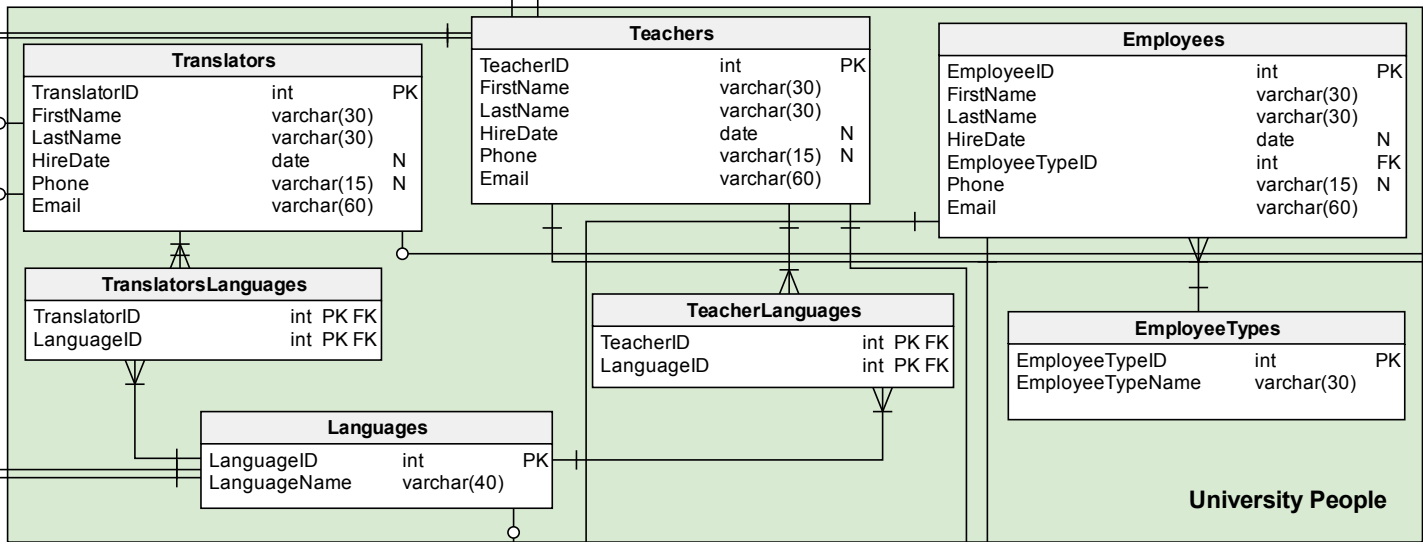 Translators
TranslatorID int PK
FirstName varchar(30)
LastName varchar(30)
HireDate date N
Phone varchar(15) N
Email varchar(60)
Teachers
TeacherID int PK
FirstName varchar(30)
LastName varchar(30)
HireDate date N
Phone varchar(15) N
Email varchar(60)
Employees
EmployeeID int PK
FirstName varchar(30)
LastName varchar(30)
HireDate date N
EmployeeTypeID int FK
Phone varchar(15) N
Email varchar(60)
TranslatorsLanguages
TranslatorID int PK FK
LanguageID int PK FK
TeacherLanguages
TeacherID int PK FK
LanguageID int PK FK
EmployeeTypes
EmployeeTypeID int PK
EmployeeTypeName varchar(30)
Languages
LanguageID int PK
LanguageName varchar(40)
University People